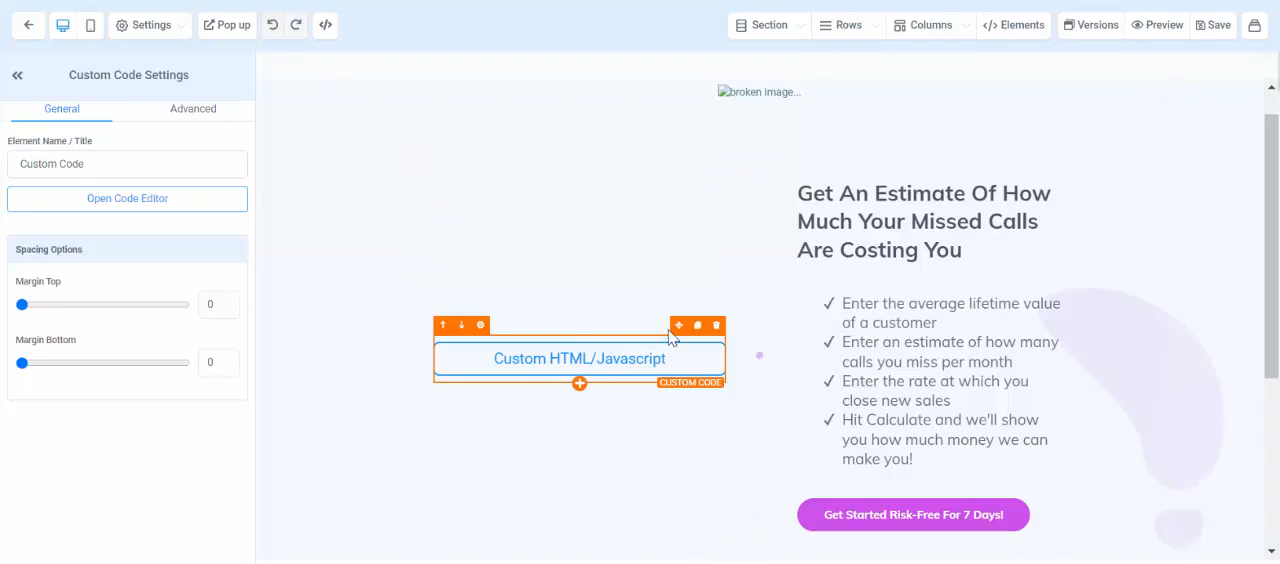 Settings
Pop up
Section
Rows
Columns
Elements
Versions
Preview
Save
Custom Code Settings
General
Advanced
Element Name / Title
Custom Code
Open Code Editor
Spacing Options
Margin Top
0
Margin Bottom
0
broken image...
Custom HTML/Javascript
CUSTOM CODE
Get An Estimate Of How
Much Your Missed Calls
Are Costing You
✓ Enter the average lifetime value
of a customer
✓ Enter an estimate of how many
calls you miss per month
✓ Enter the rate at which you
close new sales
✓ Hit Calculate and we'll show
you how much money we can
make you!
Get Started Risk-Free For 7 Days!